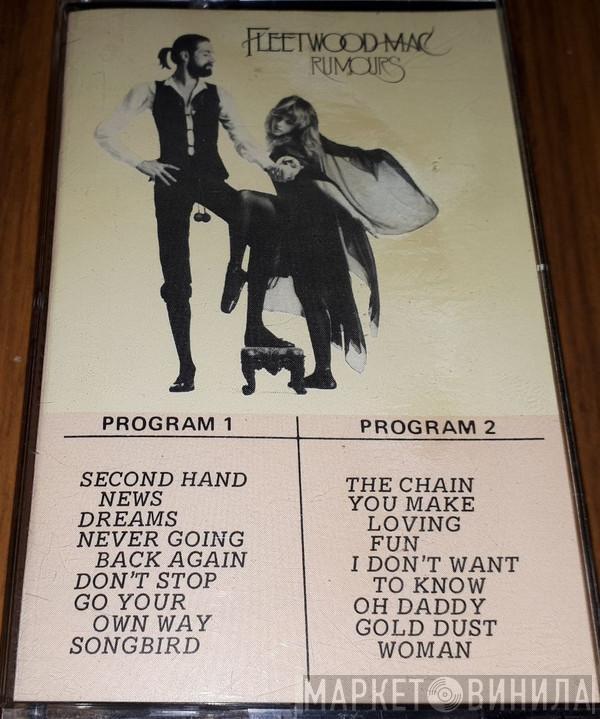 FLEETWOOD MAC
RUMOURS
PROGRAM 1
SECOND HAND
NEWS
DREAMS
NEVER GOING
BACK AGAIN
DON'T STOP
GO YOUR
OWN WAY
SONGBIRD
PROGRAM 2
THE CHAIN
YOU MAKE
LOVING
FUN
I DON'T WANT
TO KNOW
OH DADDY
GOLD DUST
WOMAN
МАРКЕТ ВИНИЛА